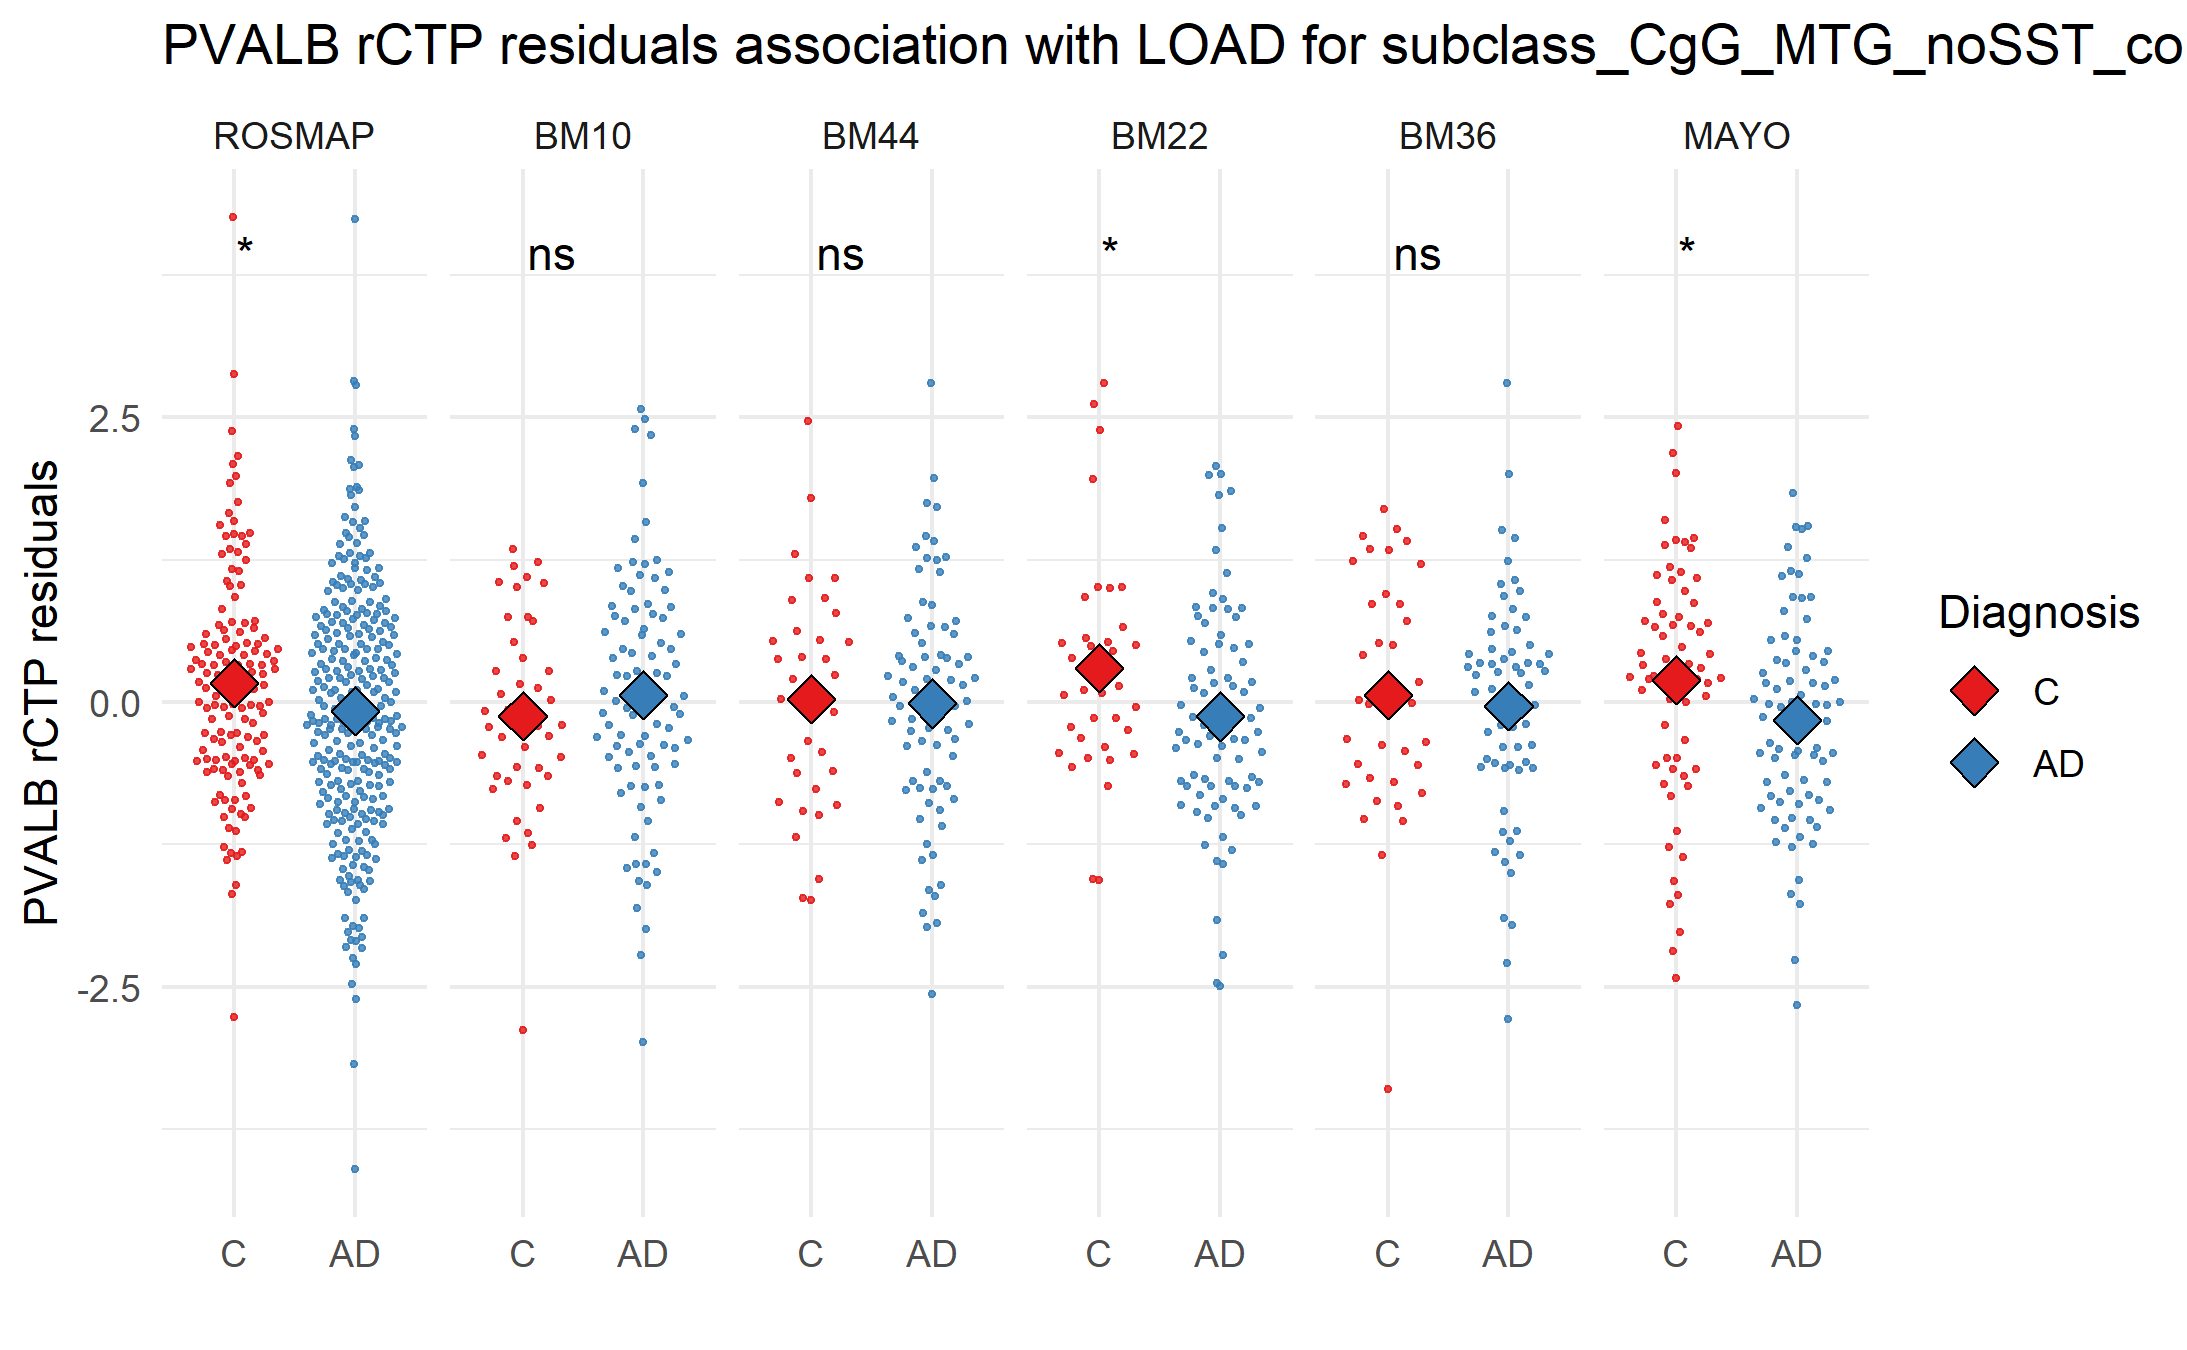 PVALB rCTP residuals association with LOAD for subclass_CgG_MTG_noSST_co
ROSMAP BM10 BM44 BM22 BM36 MAYO
* ns ns * ns *
2.5
0.0
-2.5
PVALB rCTP residuals
C AD C AD C AD C AD C AD C AD
Diagnosis
C
AD